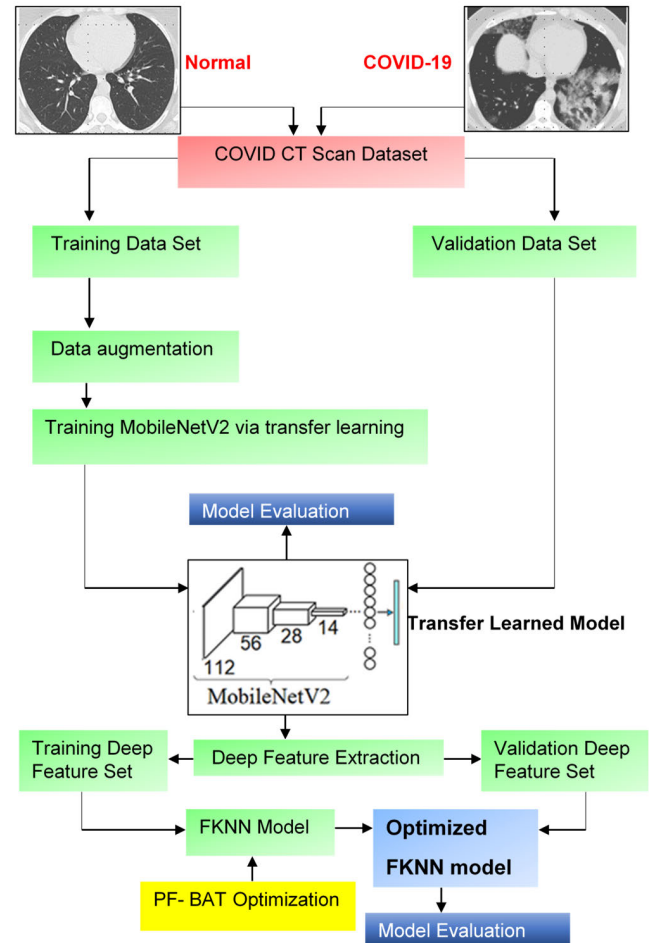 Normal
COVID-19
COVID CT Scan Dataset
Training Data Set
Validation Data Set
Data augmentation
Training MobileNetV2 via transfer learning
Model Evaluation
112
56
28
14
MobileNetV2
Transfer Learned Model
Training Deep
Feature Set
Deep Feature Extraction
Validation Deep
Feature Set
FKNN Model
Optimized
FKNN model
PF- BAT Optimization
Model Evaluation